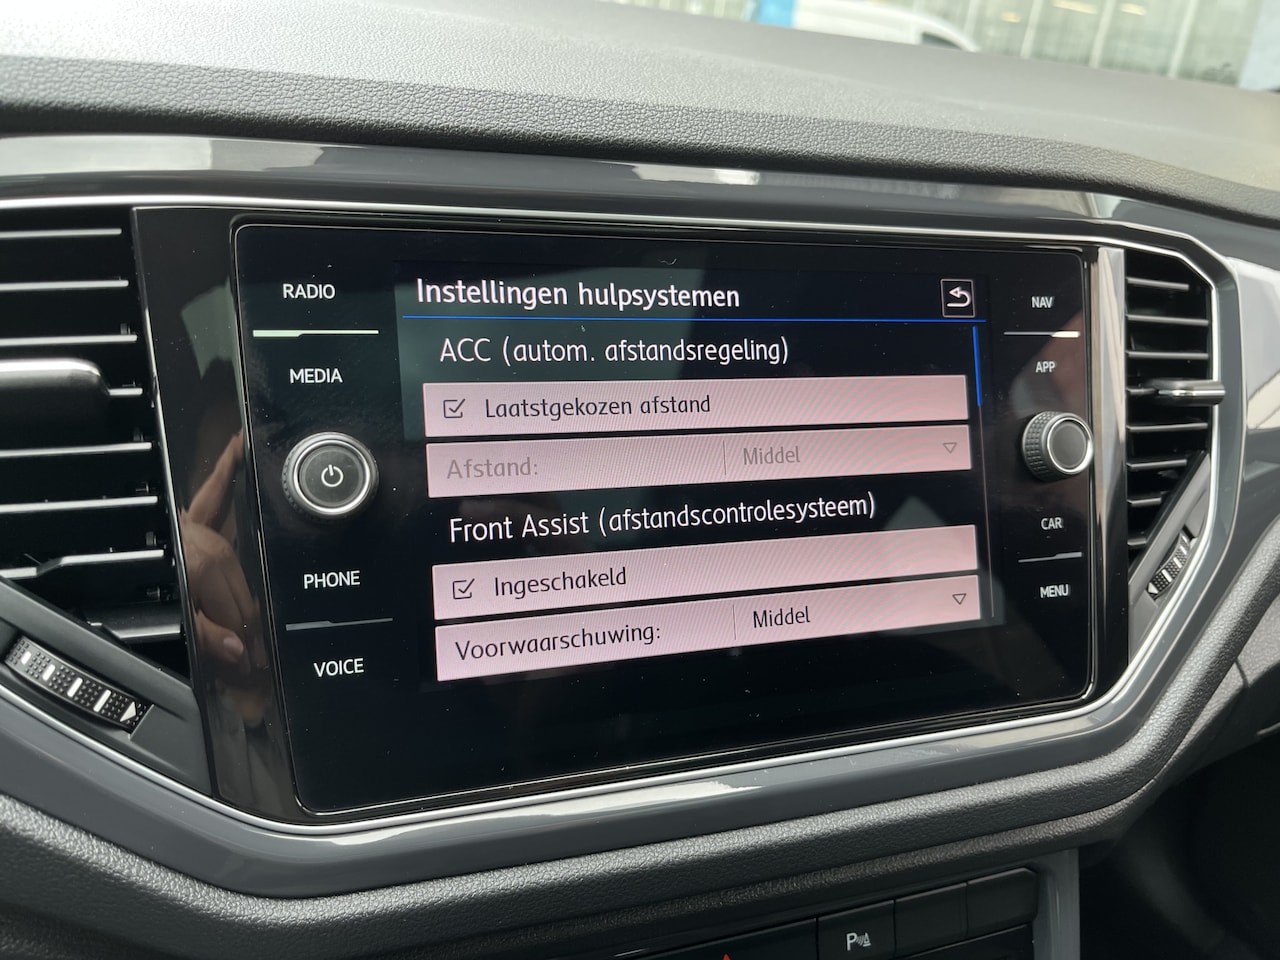 RADIO
MEDIA
PHONE
VOICE
Instellingen hulpsystemen
ACC (autom. afstandsregeling)
Laatstgekozen afstand
Afstand: Middel
Front Assist (afstandscontrolesysteem)
Ingeschakeld
Voorwaarschuwing: Middel
NAV
APP
CAR
MENU
P